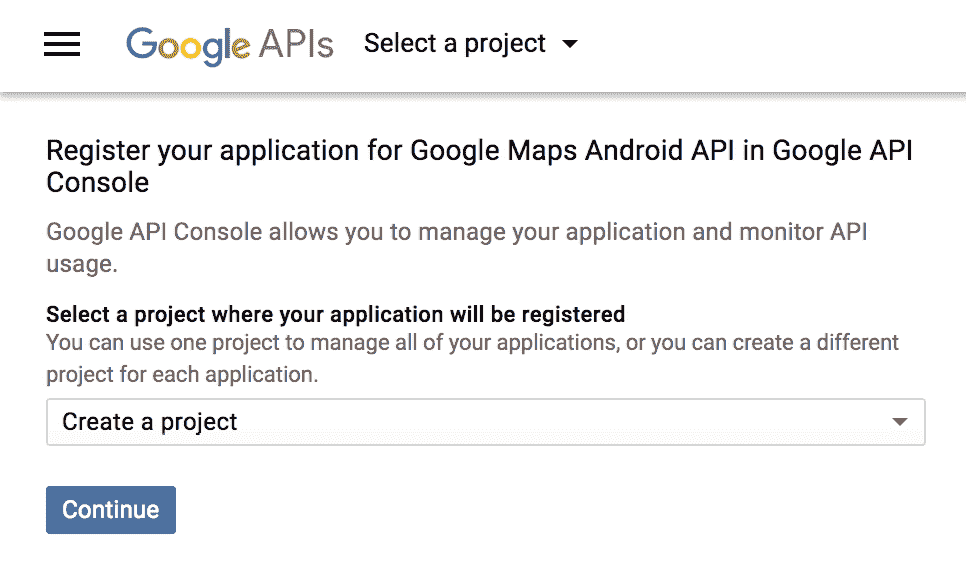 Google APIs Select a project
Register your application for Google Maps Android API in Google API
Console
Google API Console allows you to manage your application and monitor API
usage.
Select a project where your application will be registered
You can use one project to manage all of your applications, or you can create a different
project for each application.
Create a project
Continue